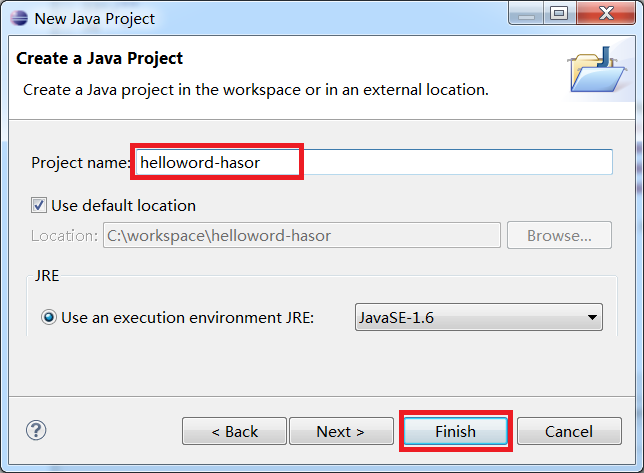 New Java Project
Create a Java Project
Create a Java project in the workspace or in an external location.
Project name: helloword-hasor
Use default location
Location: C:\workspace\helloword-hasor Browse...
JRE
Use an execution environment JRE: JavaSE-1.6
? < Back Next > Finish Cancel